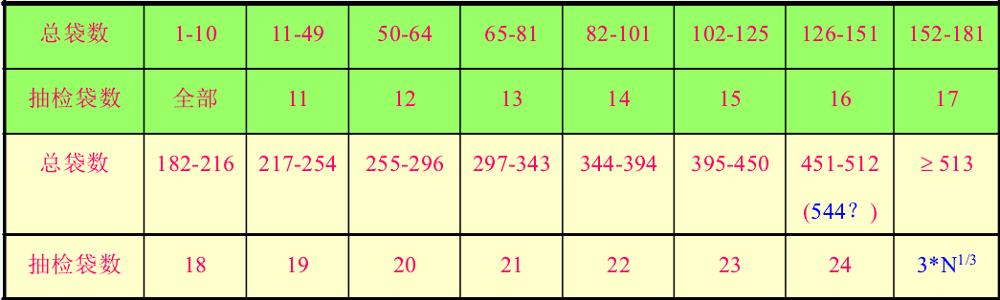 总袋数 1-10 11-49 50-64 65-81 82-101 102-125 126-151 152-181
抽检袋数 全部 11 12 13 14 15 16 17
总袋数 182-216 217-254 255-296 297-343 344-394 395-450 451-512 ≥513
(544？)
抽检袋数 18 19 20 21 22 23 24 3*N1/3